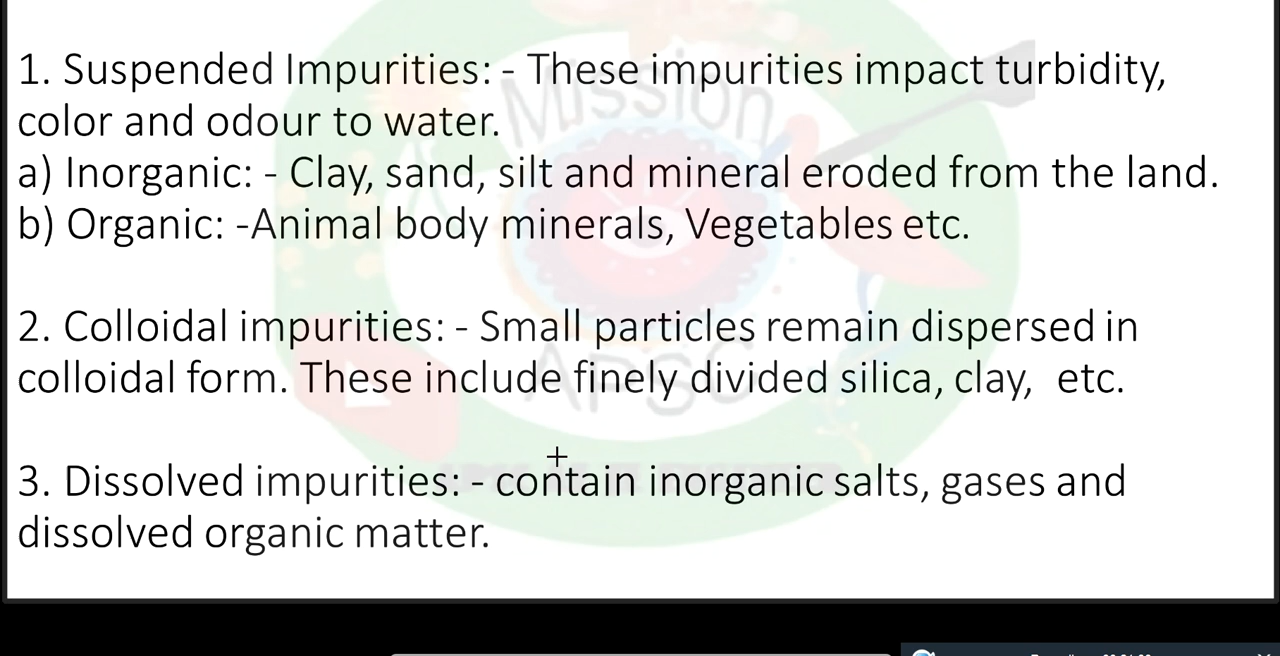 1. Suspended Impurities: - These impurities impact turbidity,
color and odour to water.
a) Inorganic: - Clay, sand, silt and mineral eroded from the land.
b) Organic: -Animal body minerals, Vegetables etc.
2. Colloidal impurities: - Small particles remain dispersed in
colloidal form. These include finely divided silica, clay,  etc.
3. Dissolved impurities: - contain inorganic salts, gases and
dissolved organic matter.
Mission
APSC